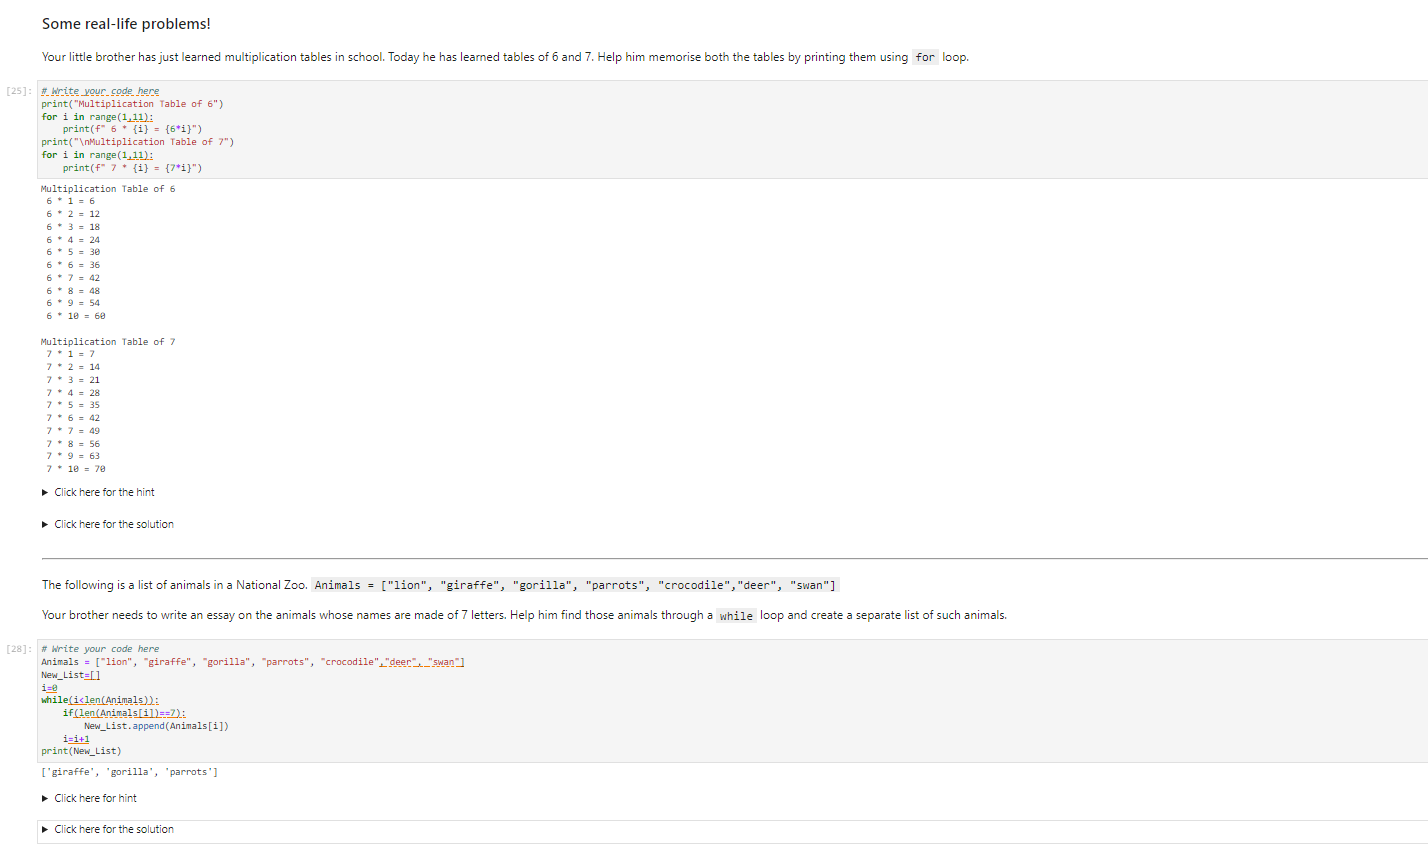 Some real-life problems!
Your little brother has just learned multiplication tables in school. Today he has learned tables of 6 and 7. Help him memorise both the tables by printing them using for loop.
[25]:
# Write your code here
print("Multiplication Table of 6")
for i in range(1,11):
    print(f" 6 * {i} = {6*i}")
print("\nMultiplication Table of 7")
for i in range(1,11):
    print(f" 7 * {i} = {7*i}")
Multiplication Table of 6
 6 * 1 = 6
 6 * 2 = 12
 6 * 3 = 18
 6 * 4 = 24
 6 * 5 = 30
 6 * 6 = 36
 6 * 7 = 42
 6 * 8 = 48
 6 * 9 = 54
 6 * 10 = 60
Multiplication Table of 7
 7 * 1 = 7
 7 * 2 = 14
 7 * 3 = 21
 7 * 4 = 28
 7 * 5 = 35
 7 * 6 = 42
 7 * 7 = 49
 7 * 8 = 56
 7 * 9 = 63
 7 * 10 = 70
Click here for the hint
Click here for the solution
The following is a list of animals in a National Zoo. Animals = ["lion", "giraffe", "gorilla", "parrots", "crocodile","deer", "swan"]
Your brother needs to write an essay on the animals whose names are made of 7 letters. Help him find those animals through a while loop and create a separate list of such animals.
[28]:
# Write your code here
Animals = ["lion", "giraffe", "gorilla", "parrots", "crocodile","deer", "swan"]
New_List=[]
i=0
while(i<len(Animals)):
    if(len(Animals[i])==7):
        New_List.append(Animals[i])
    i=i+1
print(New_List)
['giraffe', 'gorilla', 'parrots']
Click here for hint
Click here for the solution